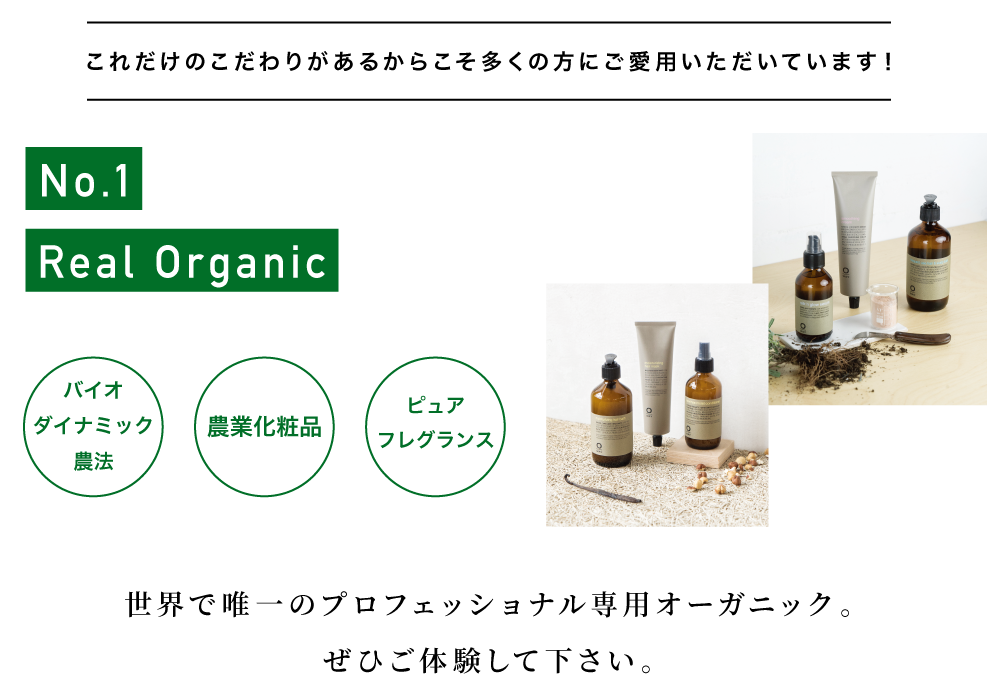 これだけのこだわりがあるからこそ多くの方にご愛用いただいています！
No.1
Real Organic
バイオ
ダイナミック
農法
農業化粧品
ピュア
フレグランス
世界で唯一のプロフェッショナル専用オーガニック。
ぜひご体験して下さい。